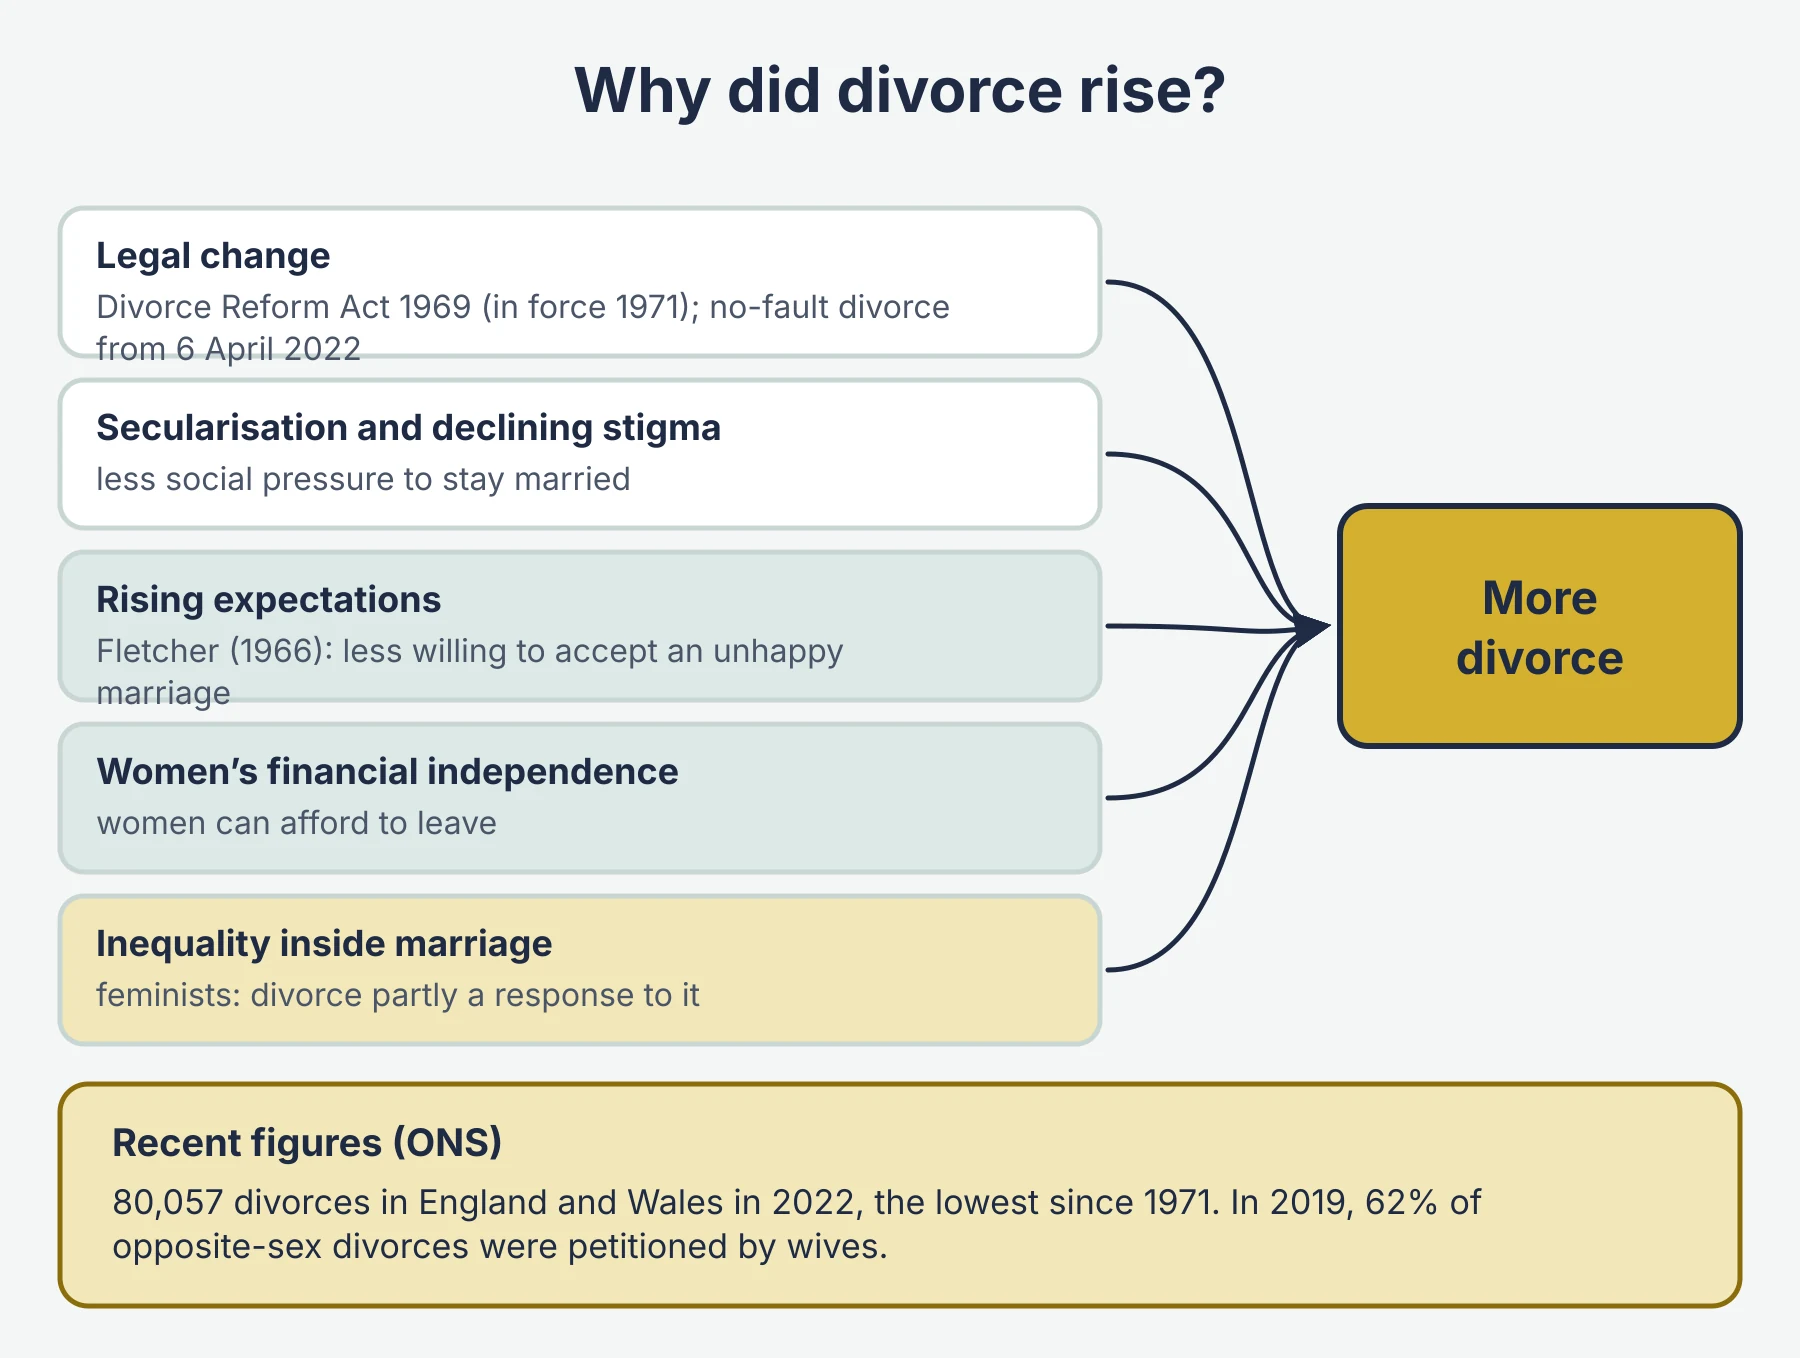 Why did divorce rise?
Legal change
Divorce Reform Act 1969 (in force 1971); no-fault divorce
from 6 April 2022
Secularisation and declining stigma
less social pressure to stay married
Rising expectations
Fletcher (1966): less willing to accept an unhappy
marriage
Women’s financial independence
women can afford to leave
Inequality inside marriage
feminists: divorce partly a response to it
More
divorce
Recent figures (ONS)
80,057 divorces in England and Wales in 2022, the lowest since 1971. In 2019, 62% of
opposite-sex divorces were petitioned by wives.